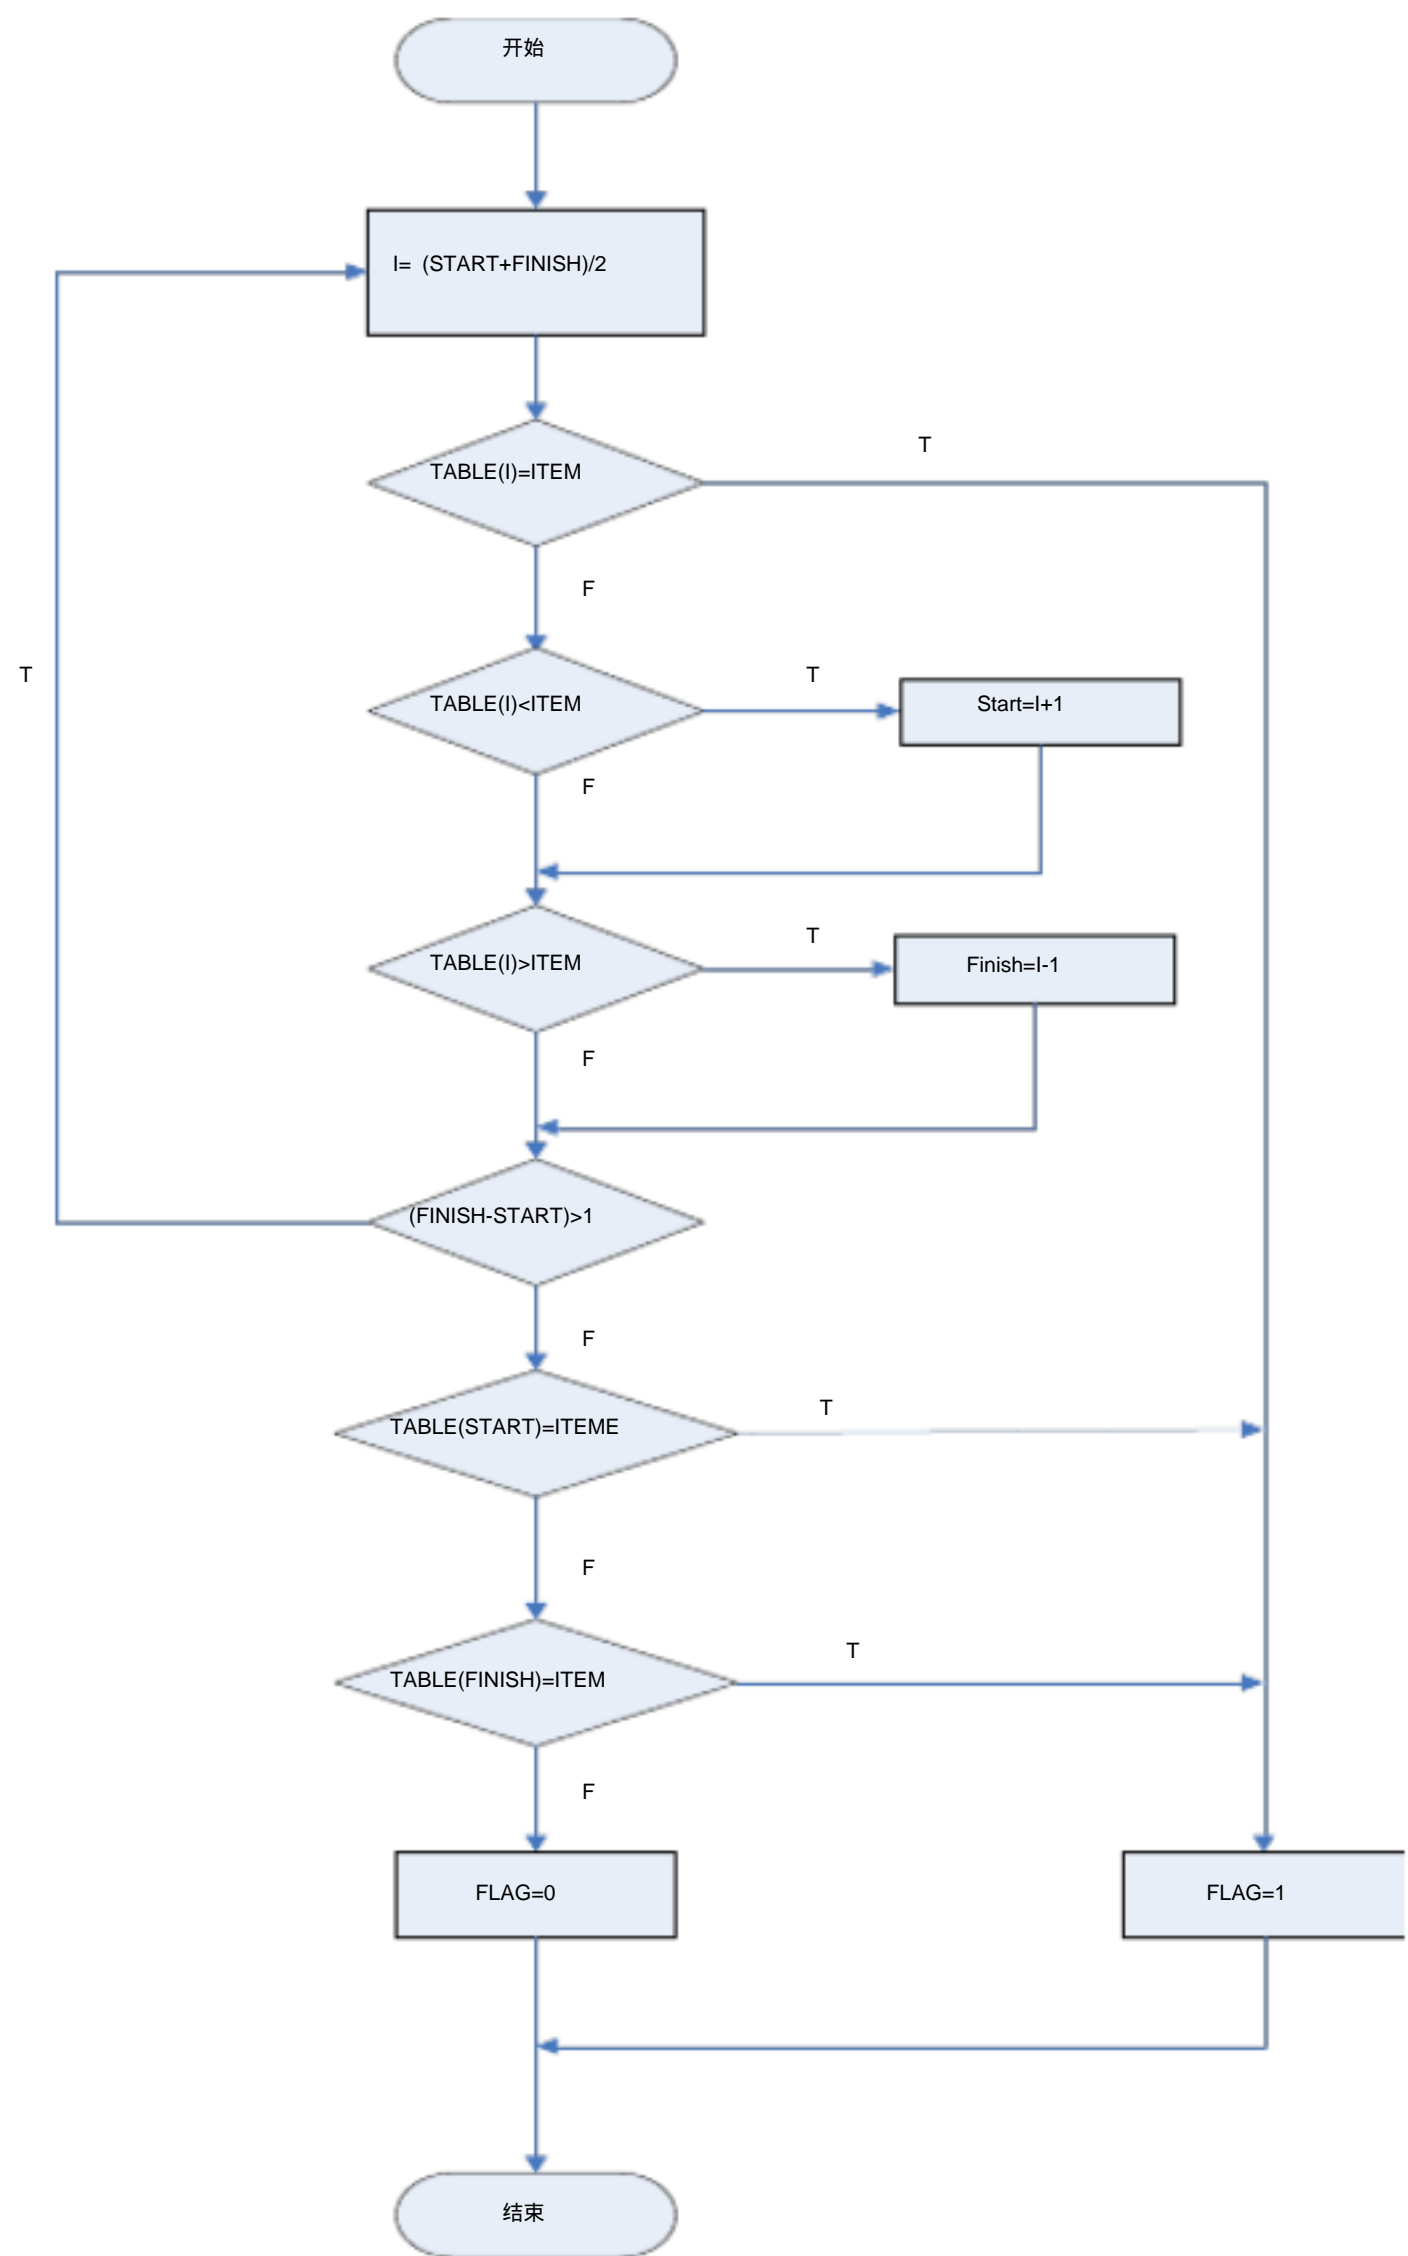 开始
I= (START+FINISH)/2
TABLE(I)=ITEM
T
F
TABLE(I)<ITEM
T
Start=I+1
T
F
TABLE(I)>ITEM
T
Finish=I-1
F
(FINISH-START)>1
F
TABLE(START)=ITEME
T
F
TABLE(FINISH)=ITEM
T
F
FLAG=0
FLAG=1
结束